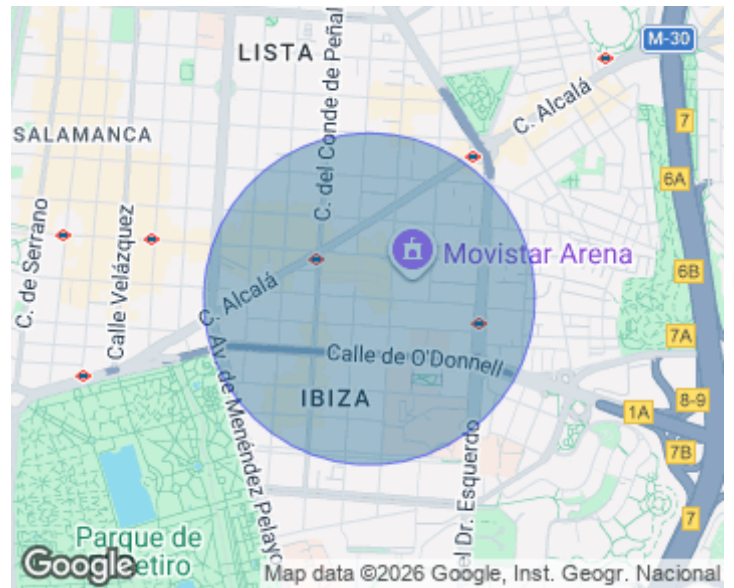 LISTA
M-30
C. del Conde de Peñal
C. Alcalá
7
SALAMANCA
6A
C. de Serrano
Calle Velázquez
Movistar Arena
6B
C. Alcalá
7A
Calle de O'Donnell
C. Av. de Menéndez Pelayo
IBIZA
8-9
1A
7B
el Dr. Esquerdo
7
Parque de
etiro
Google
Map data ©2026 Google, Inst. Geogr. Nacional